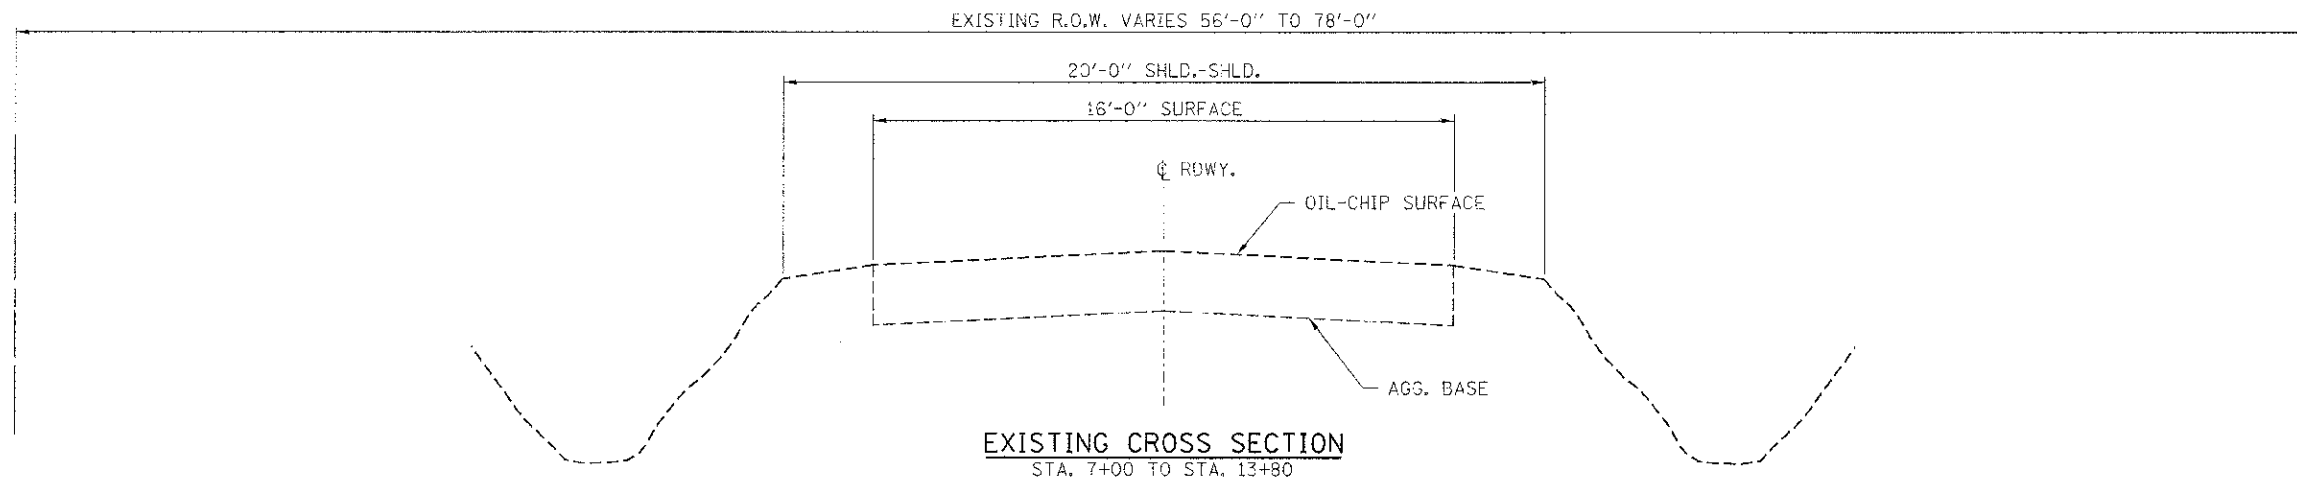 EXISTING R.O.W. VARIES 56'-0" TO 78'-0"
20'-0" SHLD.-SHLD.
16'-0" SURFACE
℄ RDWY.
OIL-CHIP SURFACE
AGG. BASE
EXISTING CROSS SECTION
STA. 7+00 TO STA. 13+80